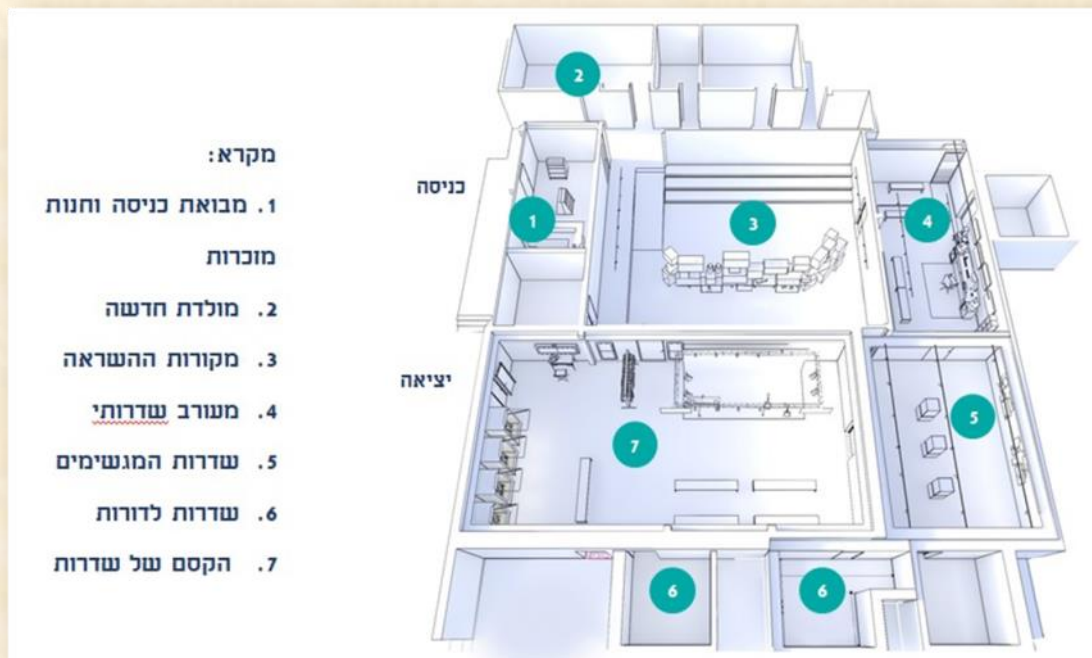 מקרא:
1. מבואת כניסה וחנות
מזכרות
2. מולדת חדשה
3. מקורות ההשראה
4. מעורב שדרותי
5. שדרות המגשימים
6. שדרות לדורות
7. הקסם של שדרות
כניסה
יציאה
2
1
3
4
5
7
6
6